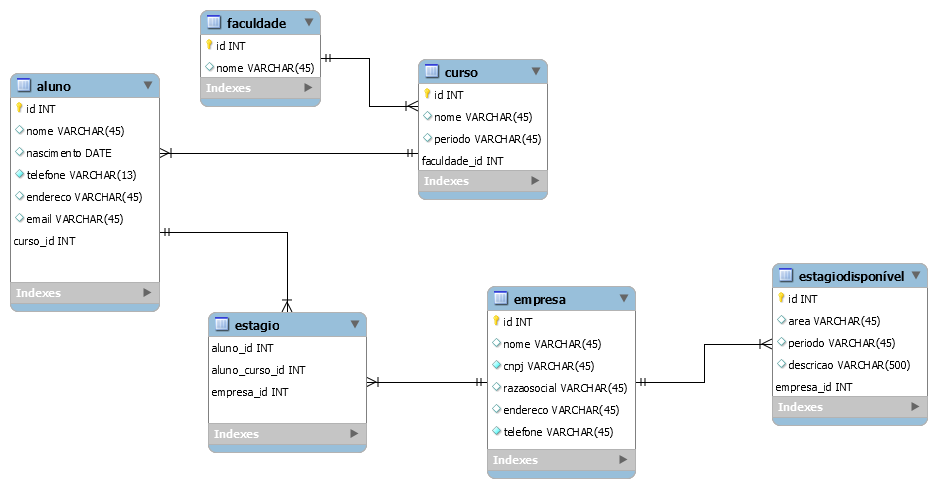 faculdade
id INT
nome VARCHAR(45)
Indexes
curso
id INT
nome VARCHAR(45)
periodo VARCHAR(45)
faculdade_id INT
Indexes
aluno
id INT
nome VARCHAR(45)
nascimento DATE
telefone VARCHAR(13)
endereco VARCHAR(45)
email VARCHAR(45)
curso_id INT
Indexes
estagio
aluno_id INT
aluno_curso_id INT
empresa_id INT
Indexes
empresa
id INT
nome VARCHAR(45)
cnpj VARCHAR(45)
razaosocial VARCHAR(45)
endereco VARCHAR(45)
telefone VARCHAR(45)
Indexes
estagiodisponível
id INT
area VARCHAR(45)
periodo VARCHAR(45)
descricao VARCHAR(500)
empresa_id INT
Indexes